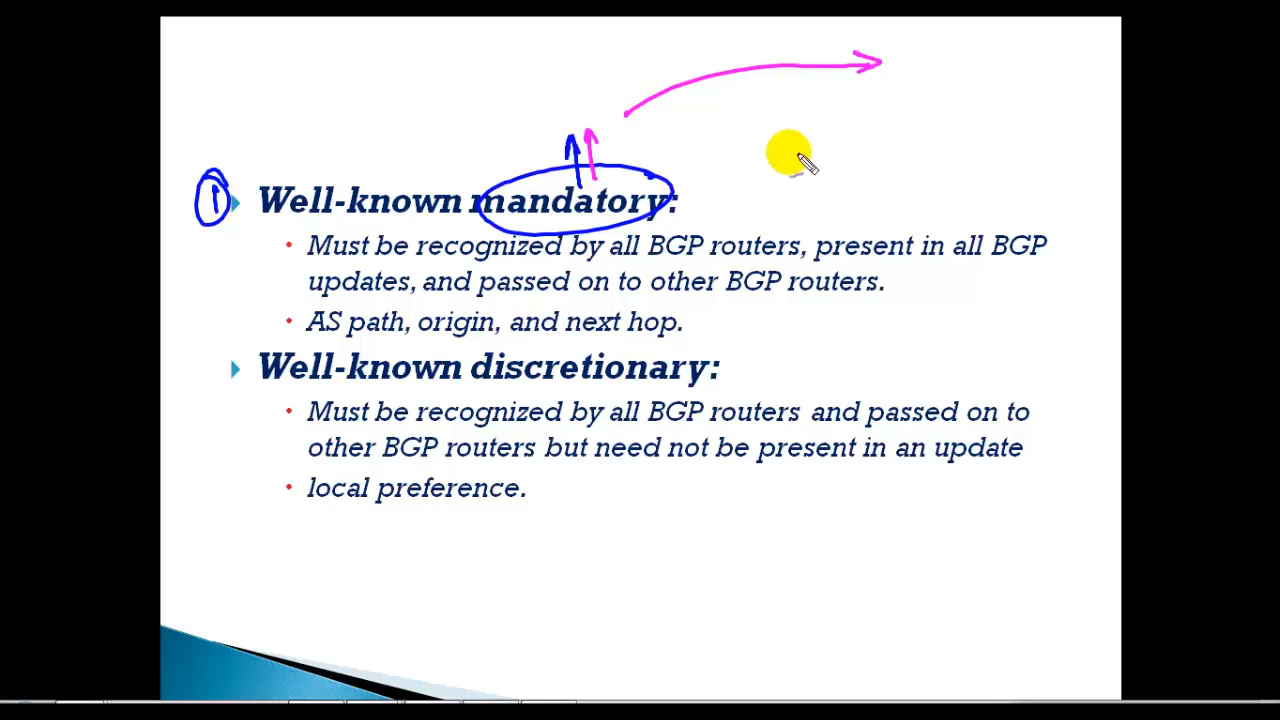 1
Well-known mandatory:
Must be recognized by all BGP routers, present in all BGP
updates, and passed on to other BGP routers.
AS path, origin, and next hop.
Well-known discretionary:
Must be recognized by all BGP routers and passed on to
other BGP routers but need not be present in an update
local preference.